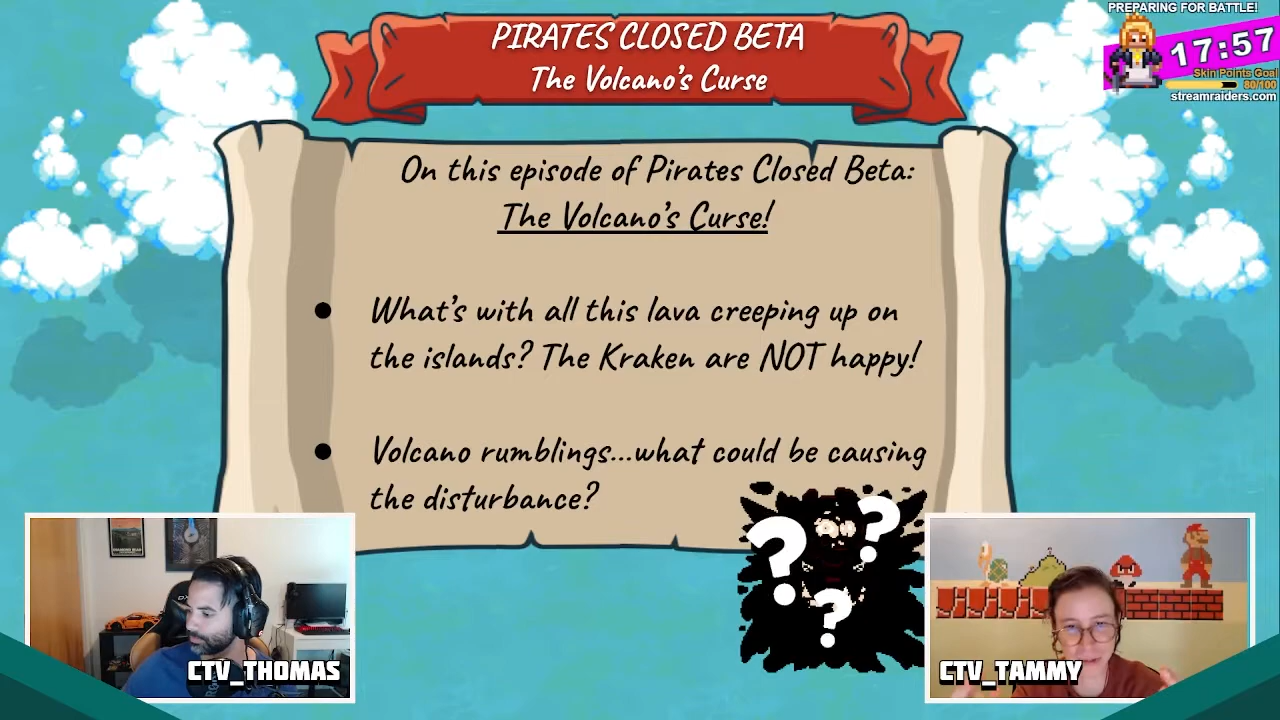 PIRATES CLOSED BETA
The Volcano's Curse
PREPARING FOR BATTLE!
17:57
Skin Points Goal
80/100
streamraiders.com
On this episode of Pirates Closed Beta:
The Volcano's Curse!
● What's with all this lava creeping up on
the islands? The Kraken are NOT happy!
● Volcano rumblings...what could be causing
the disturbance?
? ?
?
CTV_THOMAS
CTV_TAMMY